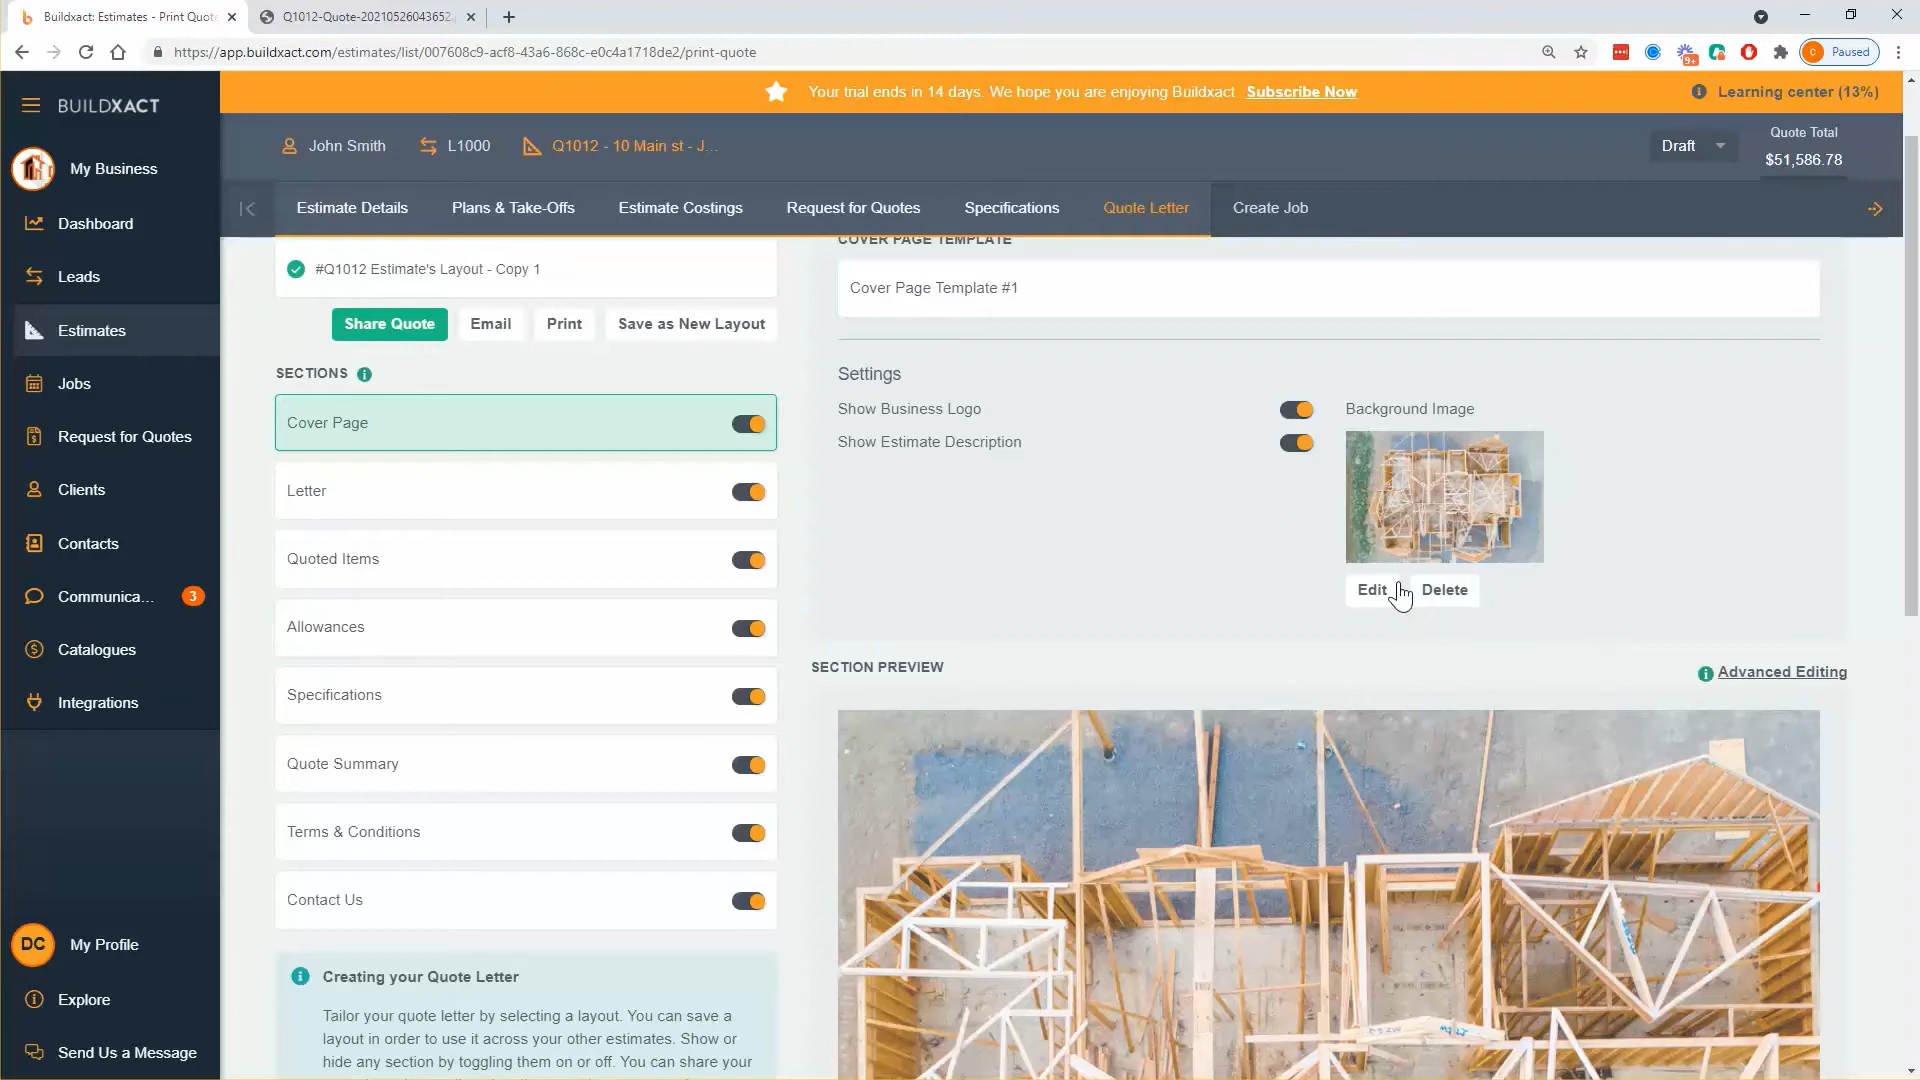 Buildxact: Estimates - Print Quote
Q1012-Quote-20210526043652.
https://app.buildxact.com/estimates/list/007608c9-acf8-43a6-868c-e0c4a1718de2/print-quote
9+
C
Paused
BUILDXACT
Your trial ends in 14 days. We hope you are enjoying Buildxact Subscribe Now
Learning center (13%)
John Smith
L1000
Q1012 - 10 Main st - J...
Draft
Quote Total
$51,586.78
My Business
Dashboard
Leads
Estimates
Jobs
Request for Quotes
Clients
Contacts
Communica... 3
Catalogues
Integrations
DC My Profile
Explore
Send Us a Message
Estimate Details
Plans & Take-Offs
Estimate Costings
Request for Quotes
Specifications
Quote Letter
Create Job
#Q1012 Estimate's Layout - Copy 1
Share Quote
Email
Print
Save as New Layout
SECTIONS
Cover Page
Letter
Quoted Items
Allowances
Specifications
Quote Summary
Terms & Conditions
Contact Us
Creating your Quote Letter
Tailor your quote letter by selecting a layout. You can save a
layout in order to use it across your other estimates. Show or
hide any section by toggling them on or off. You can share your
COVER PAGE TEMPLATE
Cover Page Template #1
Settings
Show Business Logo
Show Estimate Description
Background Image
Edit
Delete
SECTION PREVIEW
Advanced Editing